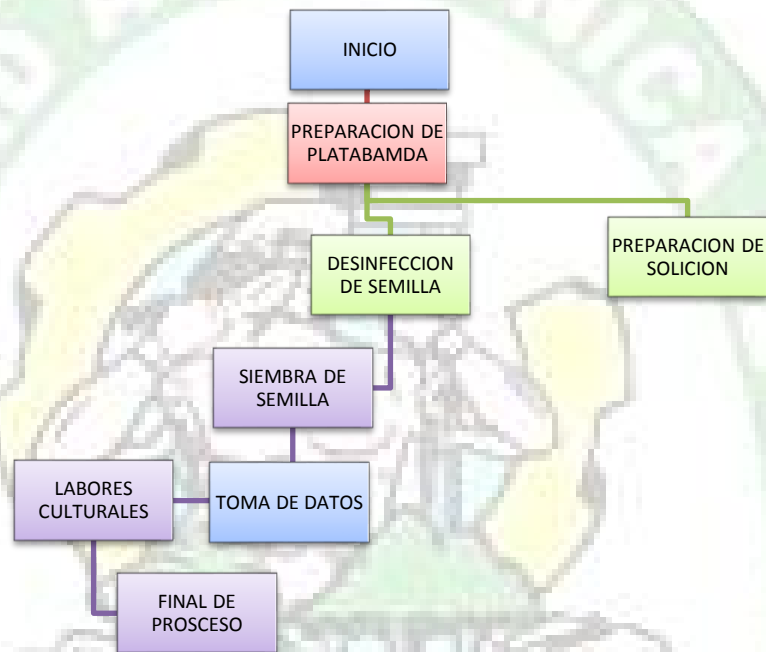 INICIO
PREPARACION DE
PLATABAMDA
DESINFECCION
DE SEMILLA
PREPARACION DE
SOLICION
SIEMBRA DE
SEMILLA
LABORES
CULTURALES
TOMA DE DATOS
FINAL DE
PROSCESO